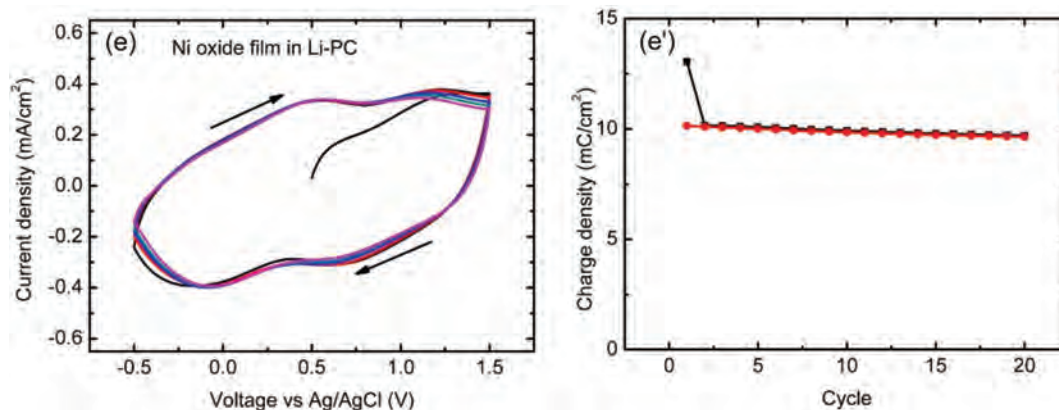 (e) Ni oxide film in Li-PC
0.6
0.4
0.2
0.0
-0.2
-0.4
-0.6
Current density (mA/cm²)
-0.5 0.0 0.5 1.0 1.5
Voltage vs Ag/AgCl (V)
(e')
15
10
5
0
Charge density (mC/cm²)
0 5 10 15 20
Cycle